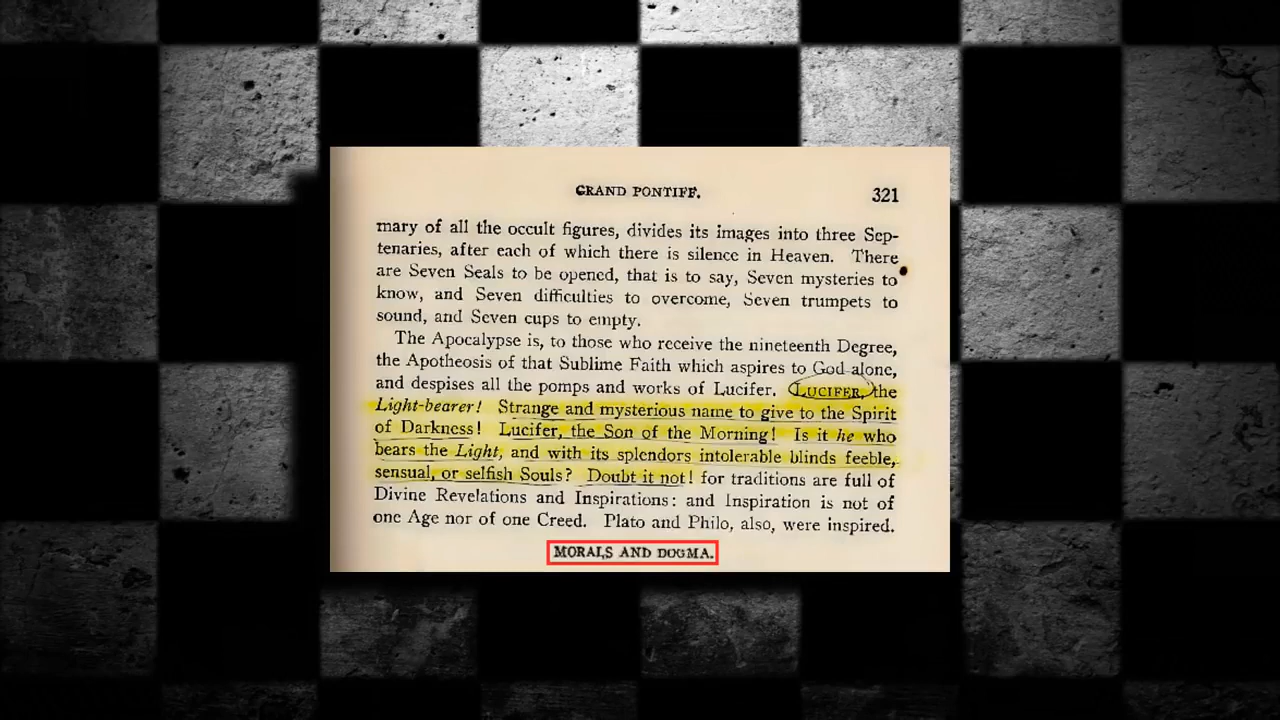 GRAND PONTIFF.
321
mary of all the occult figures, divides its images into three Sep-
tenaries, after each of which there is silence in Heaven. There
are Seven Seals to be opened, that is to say, Seven mysteries to
know, and Seven difficulties to overcome, Seven trumpets to
sound, and Seven cups to empty.
The Apocalypse is, to those who receive the nineteenth Degree,
the Apotheosis of that Sublime Faith which aspires to God alone,
and despises all the pomps and works of Lucifer. LUCIFER, the
Light-bearer! Strange and mysterious name to give to the Spirit
of Darkness! Lucifer, the Son of the Morning! Is it he who
bears the Light, and with its splendors intolerable blinds feeble,
sensual, or selfish Souls? Doubt it not! for traditions are full of
Divine Revelations and Inspirations: and Inspiration is not of
one Age nor of one Creed. Plato and Philo, also, were inspired.
MORALS AND DOGMA.